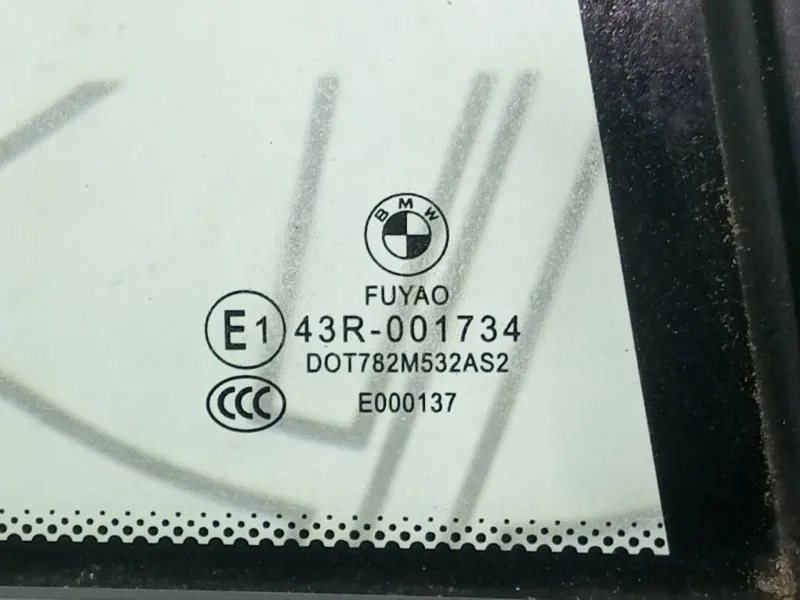 BMW
FUYAO
E1 43R-001734
DOT782M532AS2
CCC E000137